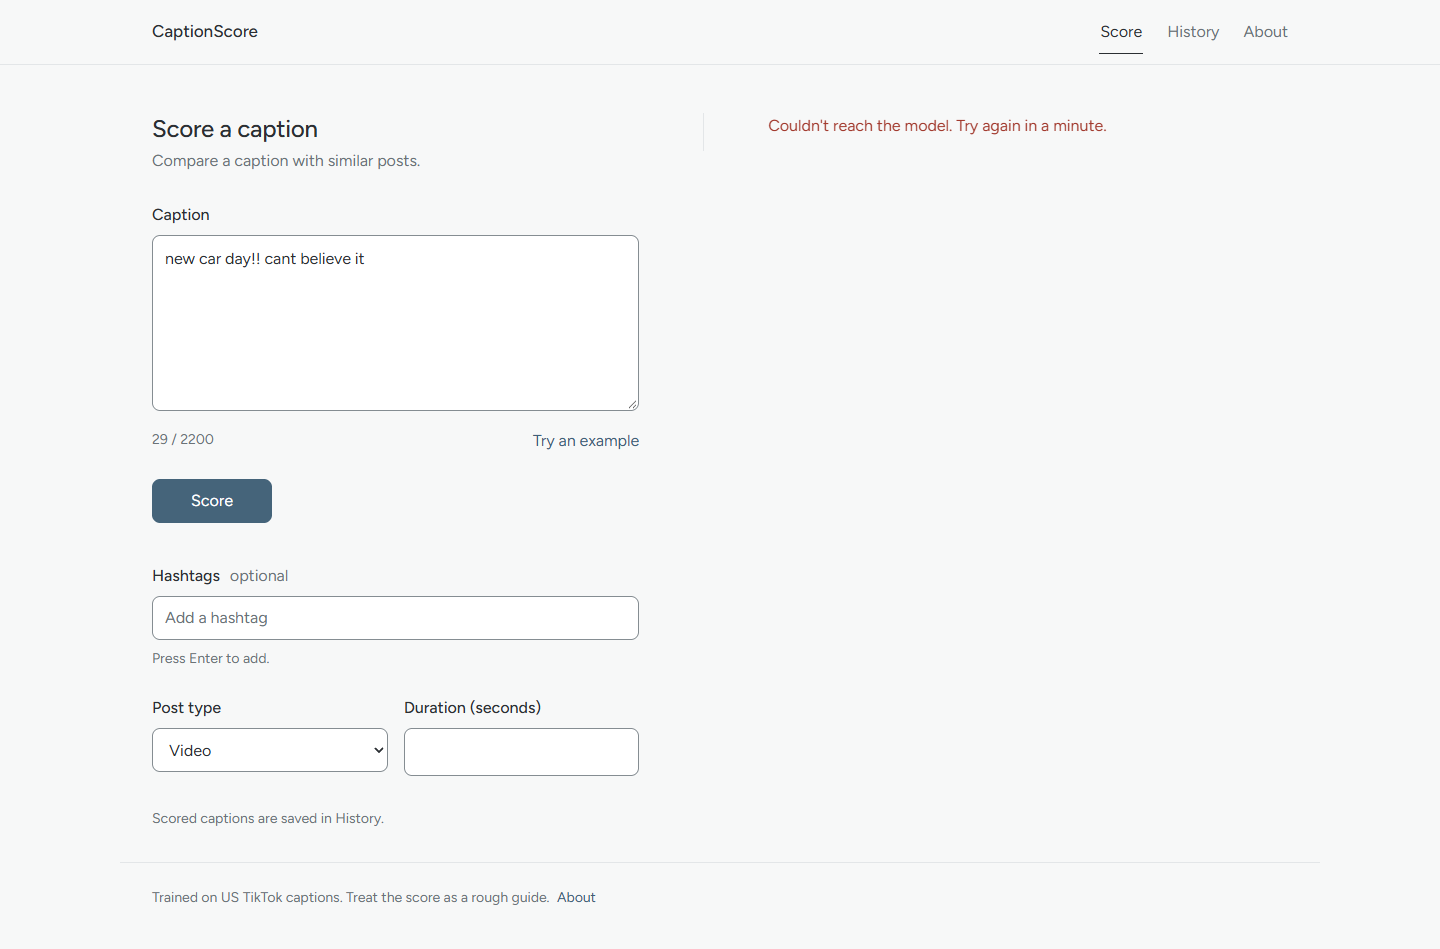 CaptionScore
Score
History
About
Score a caption
Compare a caption with similar posts.
Caption
new car day!! cant believe it
29 / 2200
Try an example
Score
Hashtags optional
Add a hashtag
Press Enter to add.
Post type
Duration (seconds)
Video
Scored captions are saved in History.
Couldn't reach the model. Try again in a minute.
Trained on US TikTok captions. Treat the score as a rough guide. About